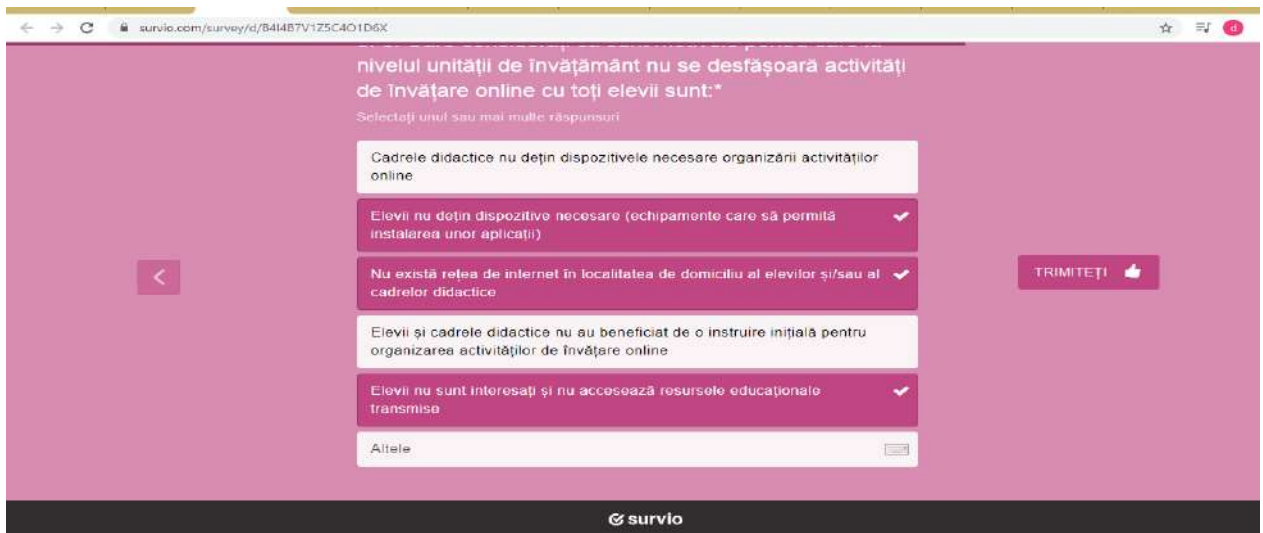 survio.com/survey/d/B4I4B7V1Z5C4O1D6X
d
nivelul unității de învățământ nu se desfășoară activități
de învățare online cu toți elevii sunt:*
Selectați unul sau mai multe răspunsuri
Cadrele didactice nu dețin dispozitivele necesare organizării activităților
online
Elevii nu dețin dispozitive necesare (echipamente care să permită
instalarea unor aplicații)
Nu există rețea de internet în localitatea de domiciliu al elevilor și/sau al
cadrelor didactice
TRIMITEȚI
Elevii și cadrele didactice nu au beneficiat de o instruire inițială pentru
organizarea activităților de învățare online
Elevii nu sunt interesați și nu accesează resursele educaționale
transmise
Altele
survio